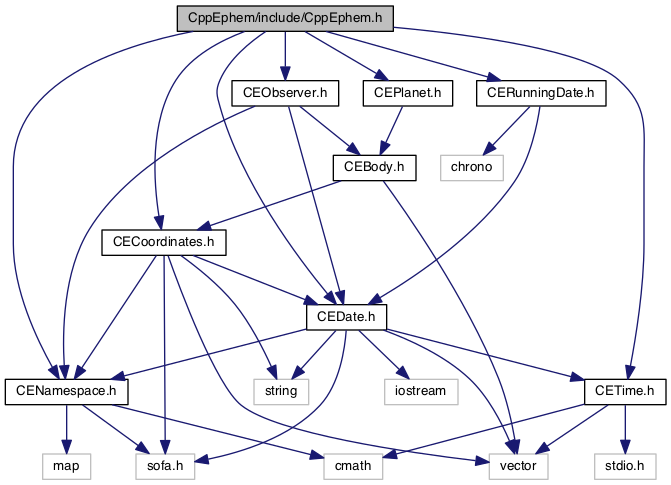 CppEphem/include/CppEphem.h
CEObserver.h
CEPlanet.h
CERunningDate.h
CEBody.h
chrono
CECoordinates.h
CEDate.h
CENamespace.h
string
iostream
CETime.h
map
sofa.h
cmath
vector
stdio.h